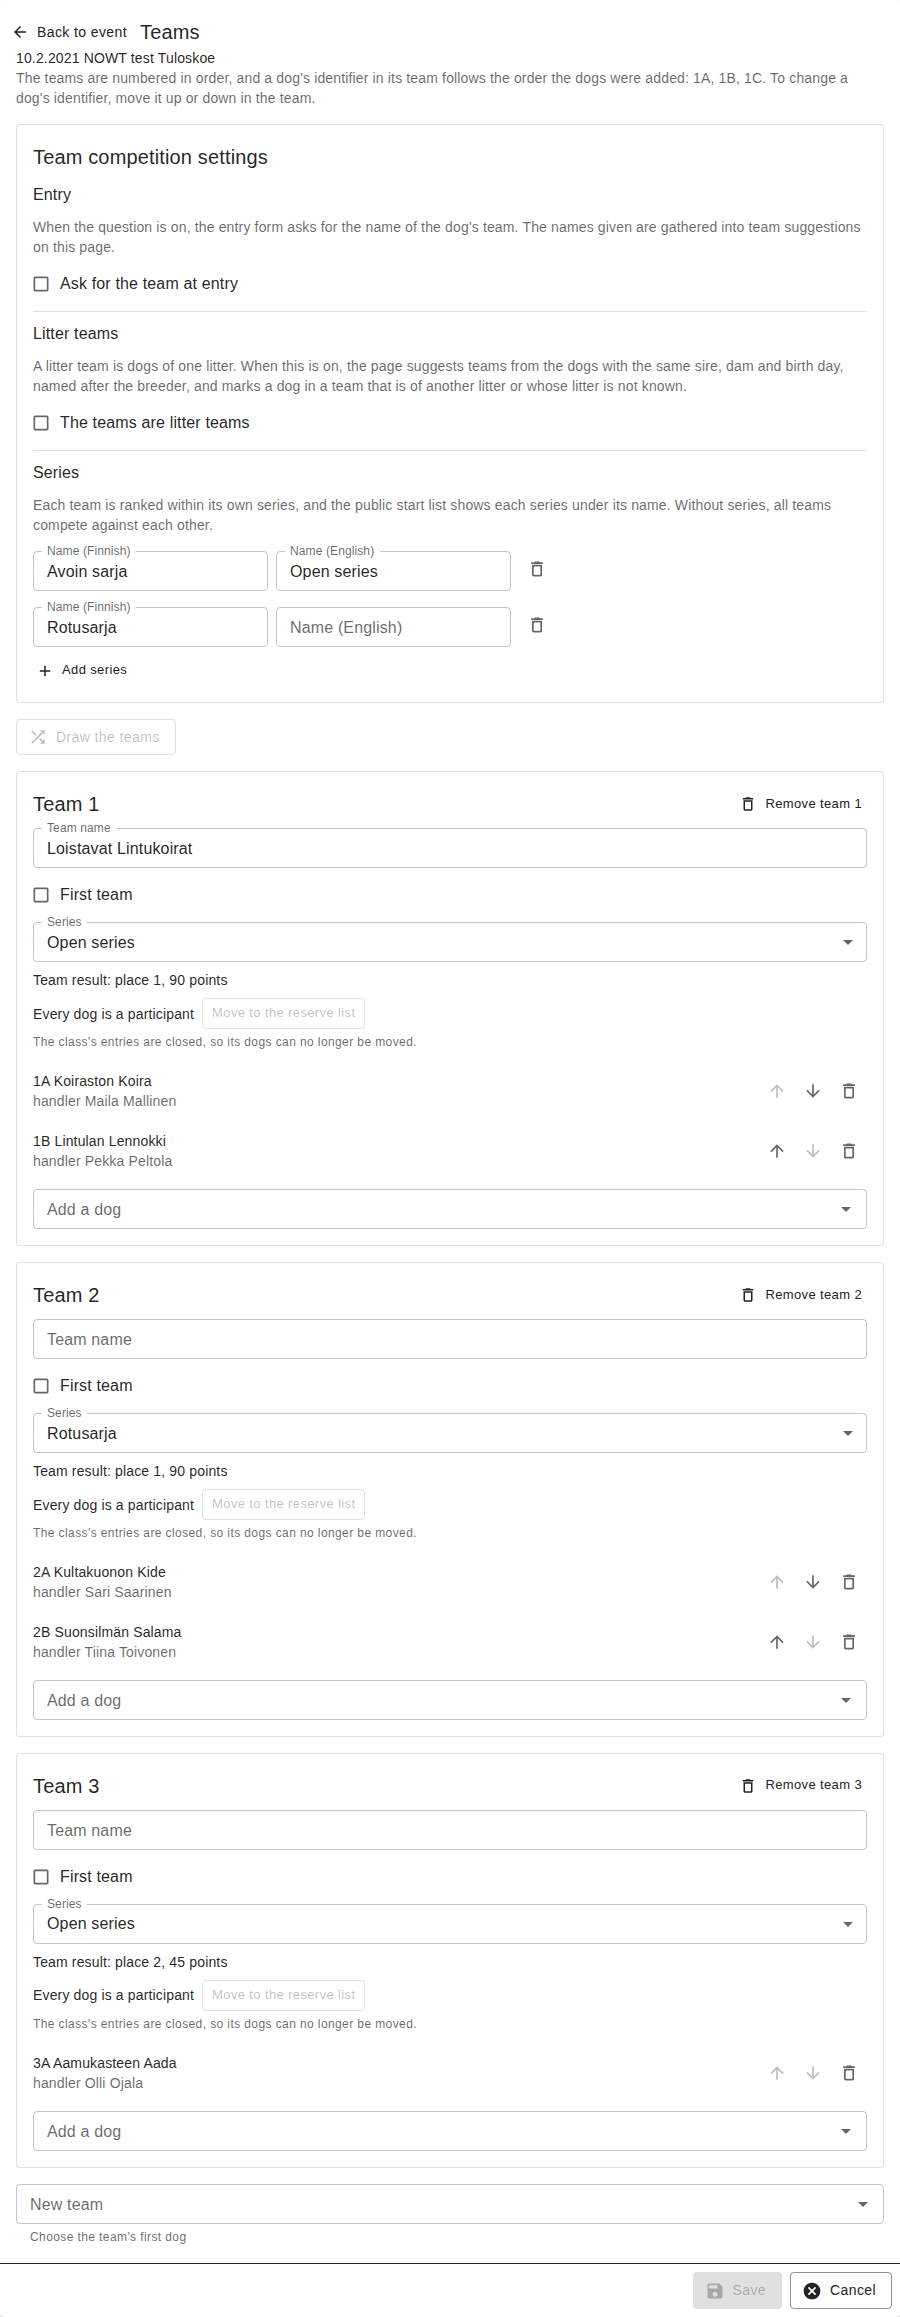 Back to event Teams
10.2.2021 NOWT test Tuloskoe
The teams are numbered in order, and a dog's identifier in its team follows the order the dogs were added: 1A, 1B, 1C. To change a
dog's identifier, move it up or down in the team.
Team competition settings
Entry
When the question is on, the entry form asks for the name of the dog's team. The names given are gathered into team suggestions
on this page.
Ask for the team at entry
Litter teams
A litter team is dogs of one litter. When this is on, the page suggests teams from the dogs with the same sire, dam and birth day,
named after the breeder, and marks a dog in a team that is of another litter or whose litter is not known.
The teams are litter teams
Series
Each team is ranked within its own series, and the public start list shows each series under its name. Without series, all teams
compete against each other.
Name (Finnish) Name (English)
Avoin sarja Open series
Name (Finnish)
Rotusarja Name (English)
Add series
Draw the teams
Team 1 Remove team 1
Team name
Loistavat Lintukoirat
First team
Series
Open series
Team result: place 1, 90 points
Every dog is a participant Move to the reserve list
The class's entries are closed, so its dogs can no longer be moved.
1A Koiraston Koira
handler Maila Mallinen
1B Lintulan Lennokki
handler Pekka Peltola
Add a dog
Team 2 Remove team 2
Team name
First team
Series
Rotusarja
Team result: place 1, 90 points
Every dog is a participant Move to the reserve list
The class's entries are closed, so its dogs can no longer be moved.
2A Kultakuonon Kide
handler Sari Saarinen
2B Suonsilmän Salama
handler Tiina Toivonen
Add a dog
Team 3 Remove team 3
Team name
First team
Series
Open series
Team result: place 2, 45 points
Every dog is a participant Move to the reserve list
The class's entries are closed, so its dogs can no longer be moved.
3A Aamukasteen Aada
handler Olli Ojala
Add a dog
New team
Choose the team's first dog
Save Cancel